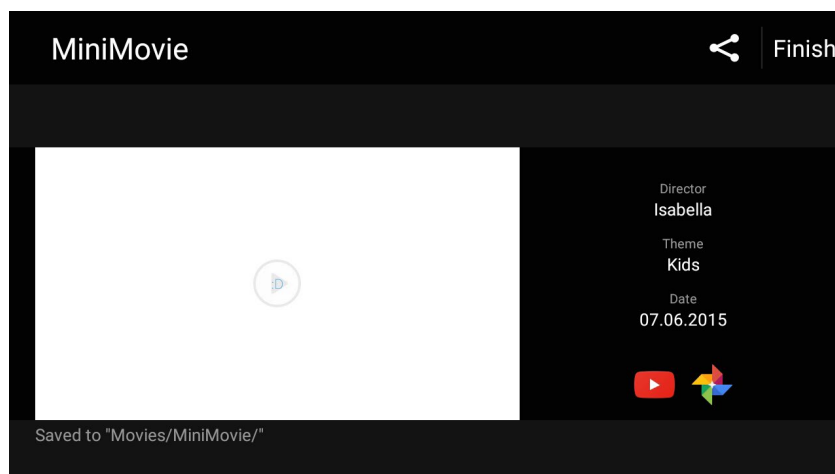 MiniMovie
Finish
:D
Director
Isabella
Theme
Kids
Date
07.06.2015
Saved to "Movies/MiniMovie/"